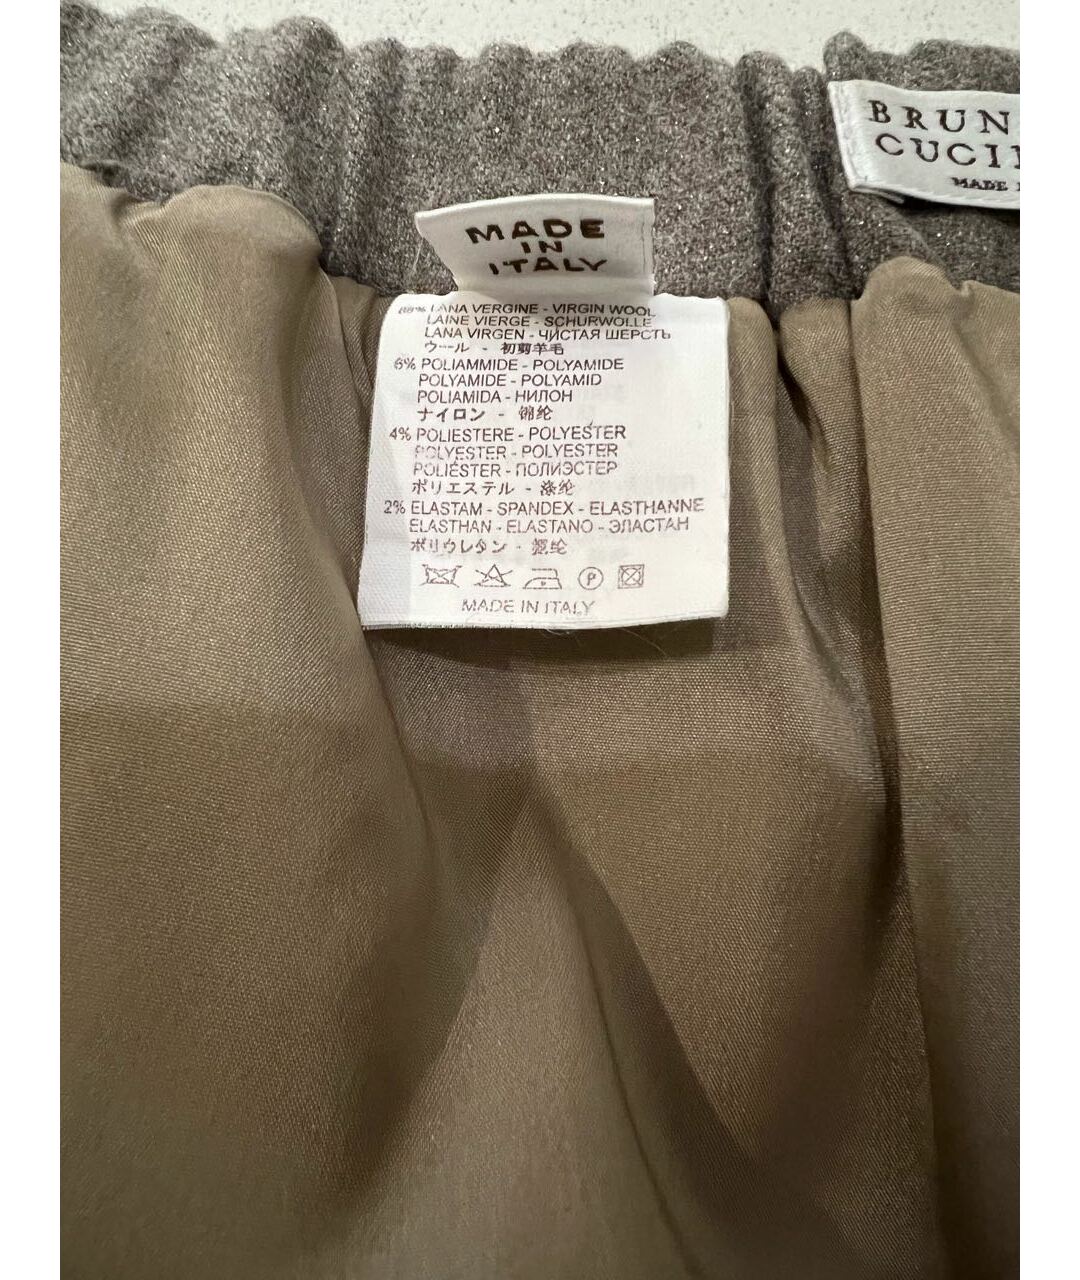 BRUN
CUCI
MADE
MADE
IN
ITALY
88% LANA VERGINE - VIRGIN WOOL
LAINE VIERGE - SCHURWOLLE
LANA VIRGEN - ЧИСТАЯ ШЕРСТЬ
ウール - 初剪羊毛
6% POLIAMMIDE - POLYAMIDE
POLYAMIDE - POLYAMID
POLIAMIDA - НИЛОН
ナイロン - 锦纶
4% POLIESTERE - POLYESTER
POLYESTER - POLYESTER
POLIÉSTER - ПОЛИЭСТЕР
ポリエステル - 涤纶
2% ELASTAM - SPANDEX - ELASTHANNE
ELASTHAN - ELASTANO - ЭЛАСТАН
ポリウレタン - 氨纶
P
MADE IN ITALY